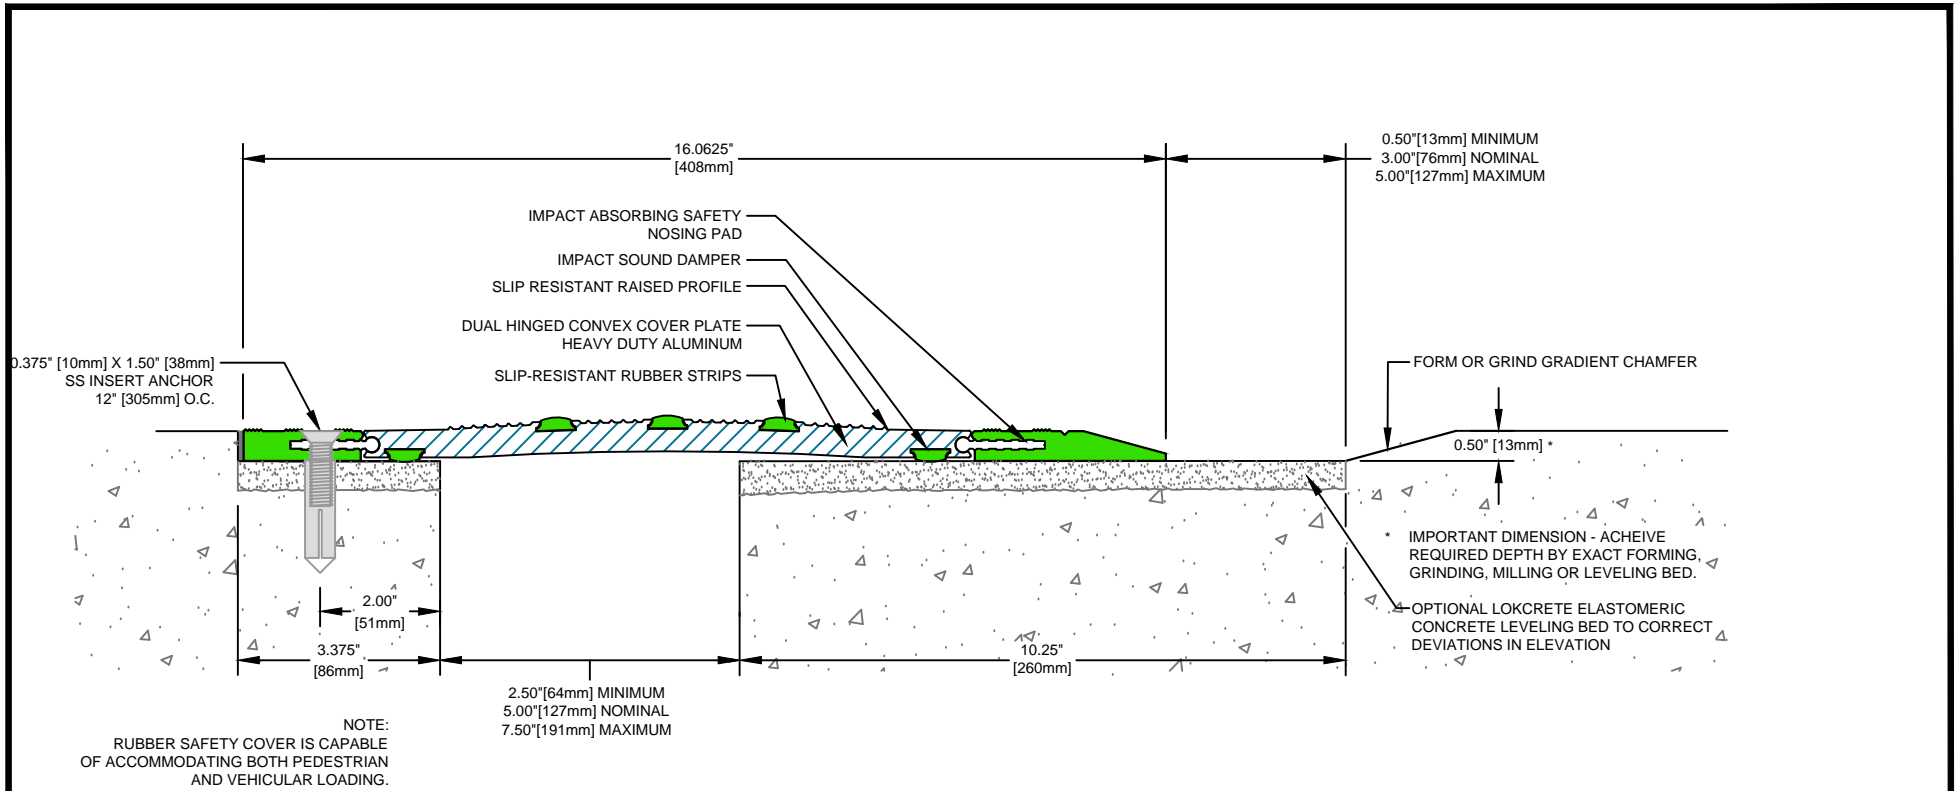 16.0625"
[408mm]
0.50"[13mm] MINIMUM
3.00"[76mm] NOMINAL
5.00"[127mm] MAXIMUM
IMPACT ABSORBING SAFETY
NOSING PAD
IMPACT SOUND DAMPER
SLIP RESISTANT RAISED PROFILE
DUAL HINGED CONVEX COVER PLATE
HEAVY DUTY ALUMINUM
SLIP-RESISTANT RUBBER STRIPS
0.375" [10mm] X 1.50" [38mm]
SS INSERT ANCHOR
12" [305mm] O.C.
FORM OR GRIND GRADIENT CHAMFER
0.50" [13mm] *
* IMPORTANT DIMENSION - ACHEIVE
REQUIRED DEPTH BY EXACT FORMING,
GRINDING, MILLING OR LEVELING BED.
OPTIONAL LOKCRETE ELASTOMERIC
CONCRETE LEVELING BED TO CORRECT
DEVIATIONS IN ELEVATION
2.00"
[51mm]
3.375"
[86mm]
10.25"
[260mm]
2.50"[64mm] MINIMUM
5.00"[127mm] NOMINAL
7.50"[191mm] MAXIMUM
NOTE:
RUBBER SAFETY COVER IS CAPABLE
OF ACCOMMODATING BOTH PEDESTRIAN
AND VEHICULAR LOADING.